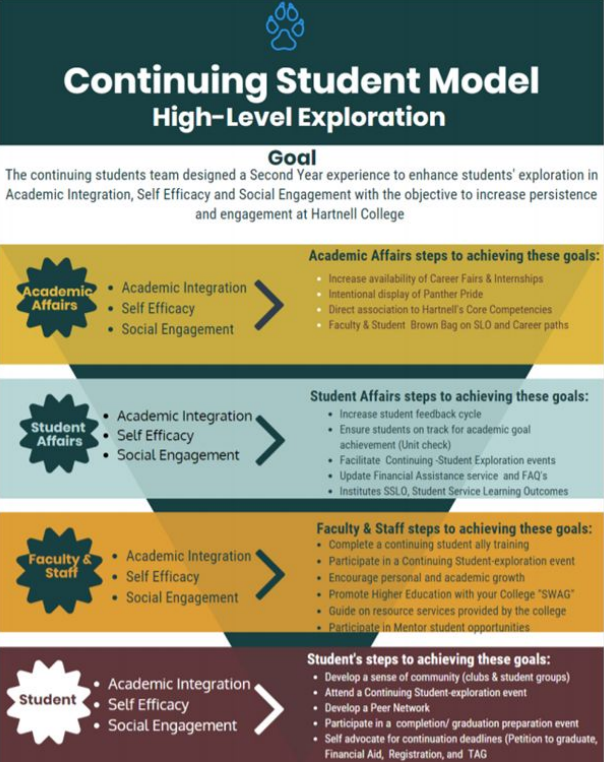 Continuing Student Model
High-Level Exploration
Goal
The continuing students team designed a Second Year experience to enhance students' exploration in
Academic Integration, Self Efficacy and Social Engagement with the objective to increase persistence
and engagement at Hartnell College
Academic
Affairs
• Academic Integration
• Self Efficacy
• Social Engagement
Academic Affairs steps to achieving these goals:
• Increase availability of Career Fairs & Internships
• Intentional display of Panther Pride
• Direct association to Hartnell's Core Competencies
• Faculty & Student Brown Bag on SLO and Career paths
Student
Affairs
• Academic Integration
• Self Efficacy
• Social Engagement
Student Affairs steps to achieving these goals:
• Increase student feedback cycle
• Ensure students on track for academic goal
achievement (Unit check)
• Facilitate Continuing -Student Exploration events
• Update Financial Assistance service and FAQ's
• Institutes SSLO, Student Service Learning Outcomes
Faculty &
Staff
• Academic Integration
• Self Efficacy
• Social Engagement
Faculty & Staff steps to achieving these goals:
• Complete a continuing student ally training
• Participate in a Continuing Student-exploration event
• Encourage personal and academic growth
• Promote Higher Education with your College "SWAG"
• Guide on resource services provided by the college
• Participate in Mentor student opportunities
Student
• Academic Integration
• Self Efficacy
• Social Engagement
Student's steps to achieving these goals:
• Develop a sense of community (clubs & student groups)
• Attend a Continuing Student-exploration event
• Develop a Peer Network
• Participate in a completion/ graduation preparation event
• Self advocate for continuation deadlines (Petition to graduate,
Financial Aid, Registration, and TAG